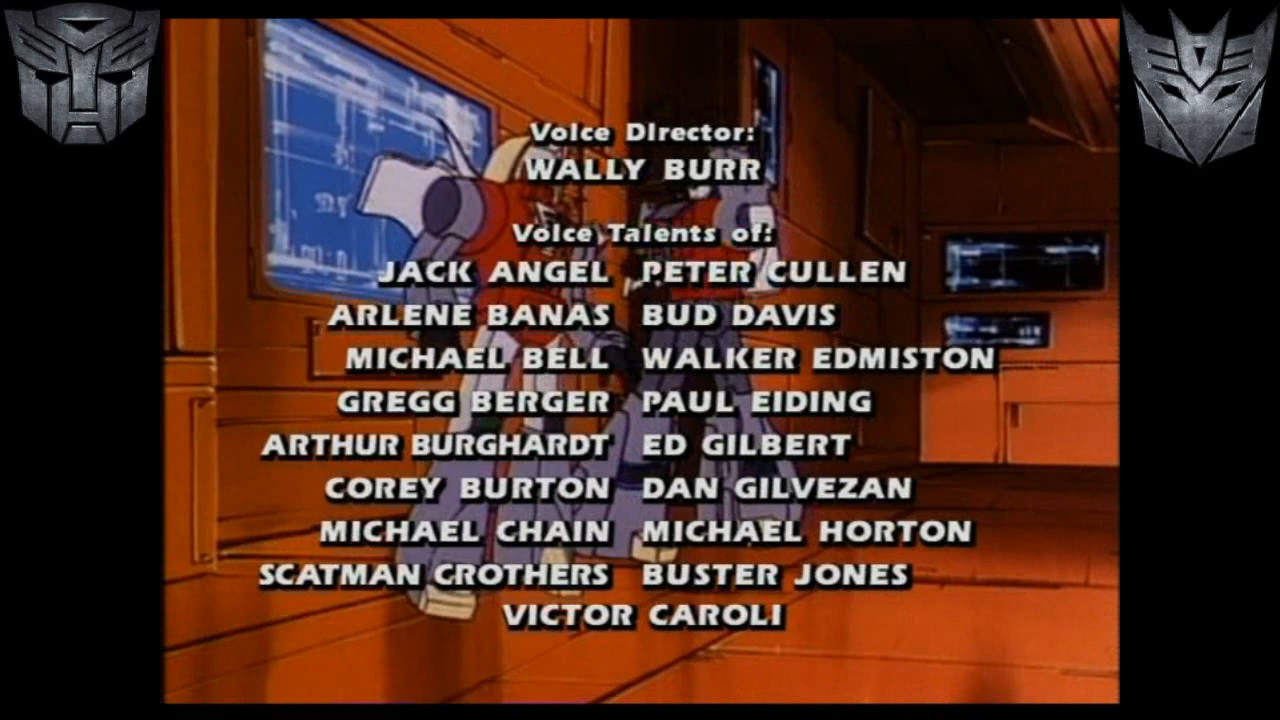 Voice Director:
WALLY BURR
Voice Talents of:
JACK ANGEL PETER CULLEN
ARLENE BANAS BUD DAVIS
MICHAEL BELL WALKER EDMISTON
GREGG BERGER PAUL EIDING
ARTHUR BURGHARDT ED GILBERT
COREY BURTON DAN GILVEZAN
MICHAEL CHAIN MICHAEL HORTON
SCATMAN CROTHERS BUSTER JONES
VICTOR CAROLI